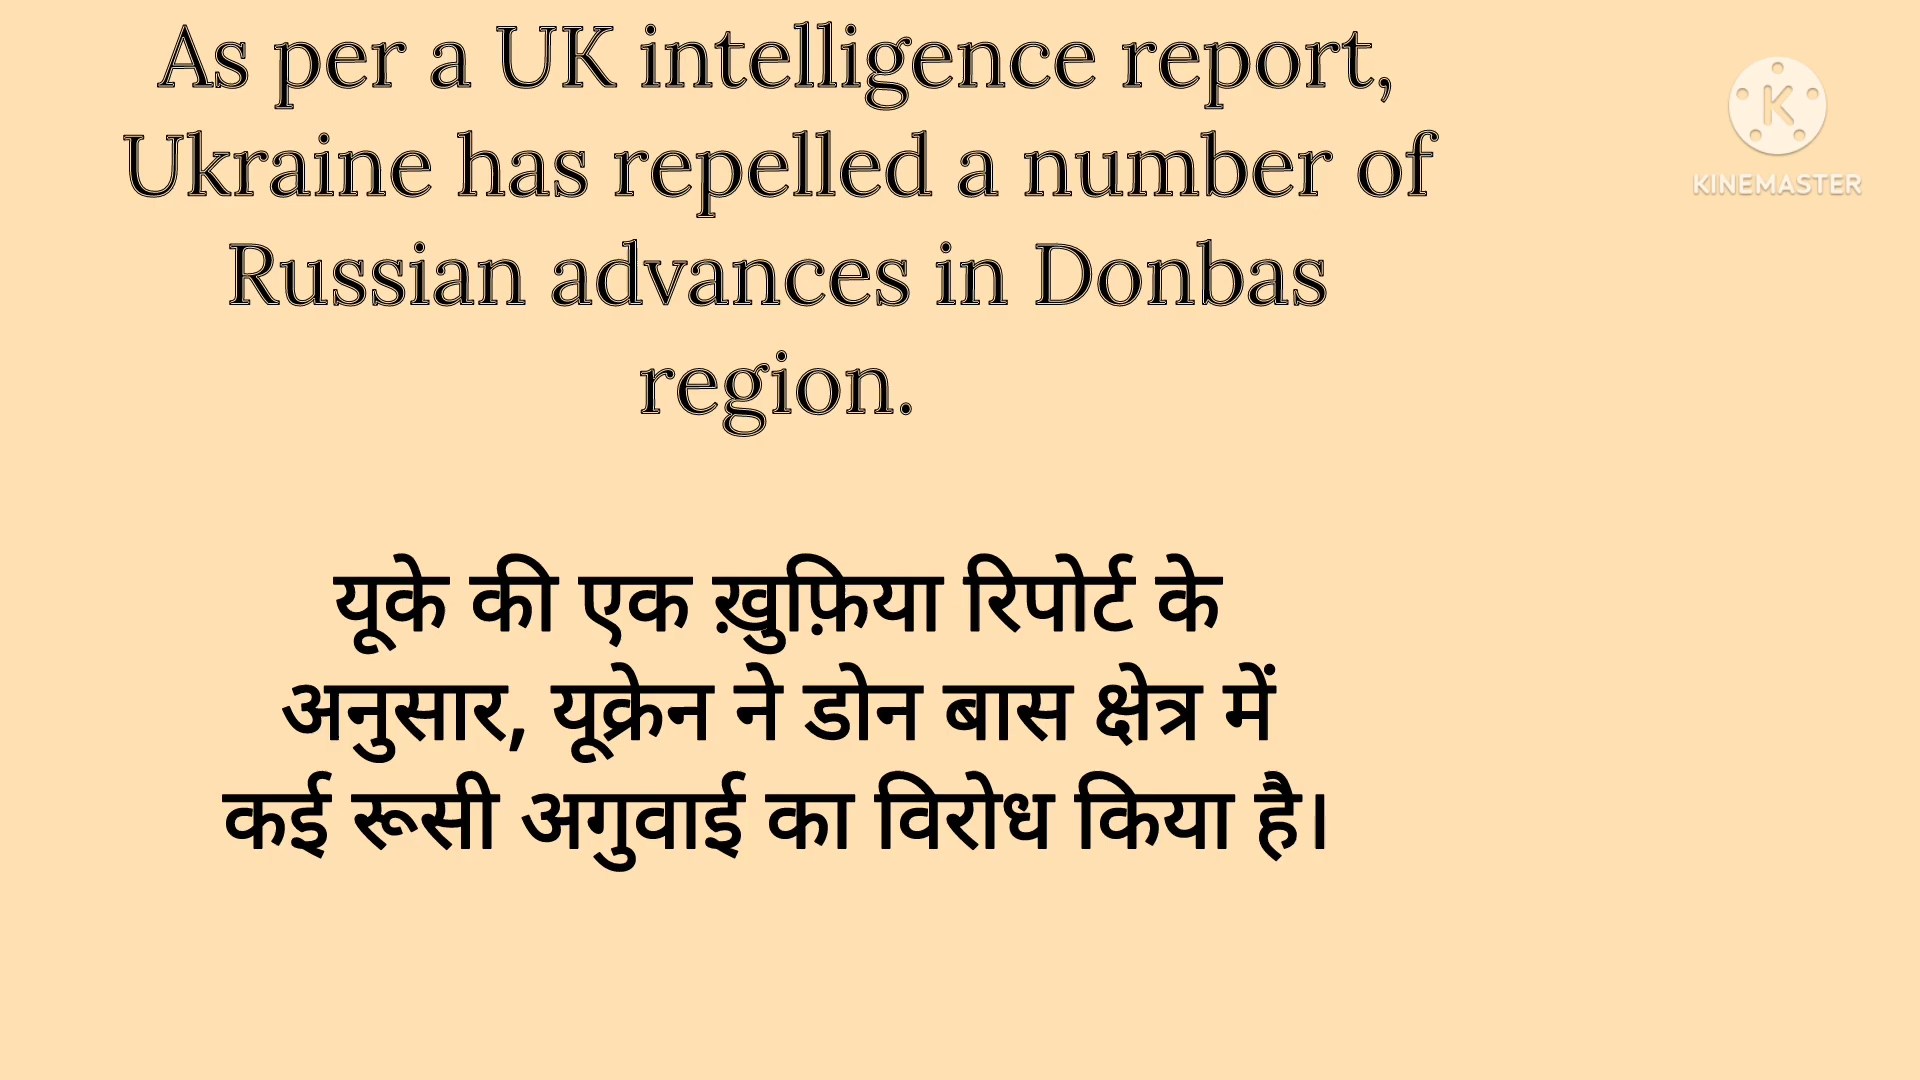 As per a UK intelligence report,
Ukraine has repelled a number of
Russian advances in Donbas
region.
यूके की एक ख़ुफ़िया रिपोर्ट के
अनुसार, यूक्रेन ने डोन बास क्षेत्र में
कई रूसी अगुवाई का विरोध किया है।
K
KINEMASTER